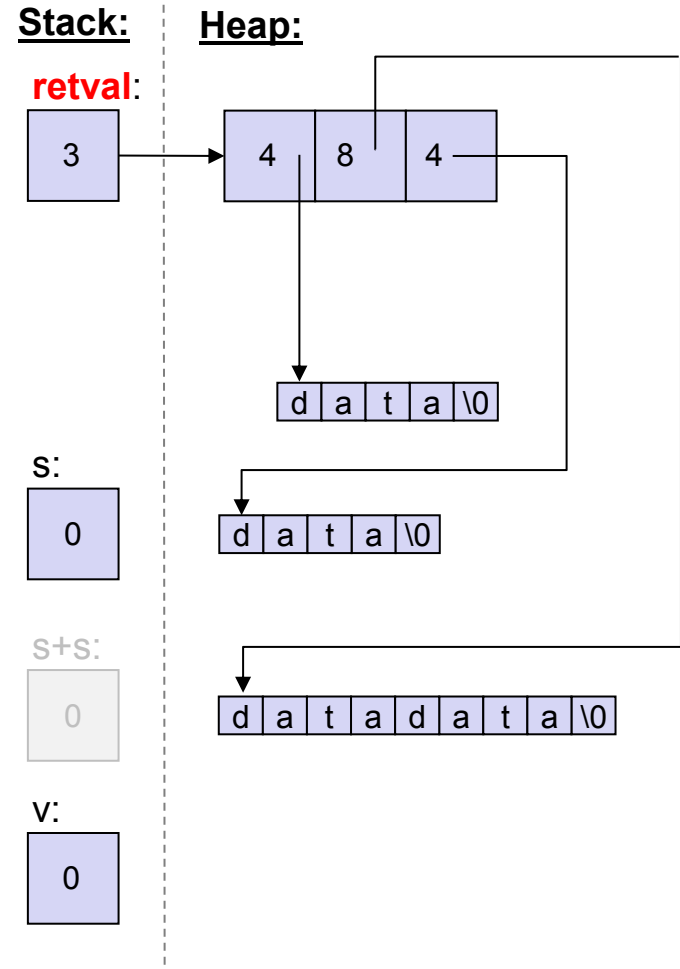 Stack: Heap:
retval:
3 4 8 4
d a t a \0
s:
0 d a t a \0
s+s:
0 d a t a d a t a \0
v:
0